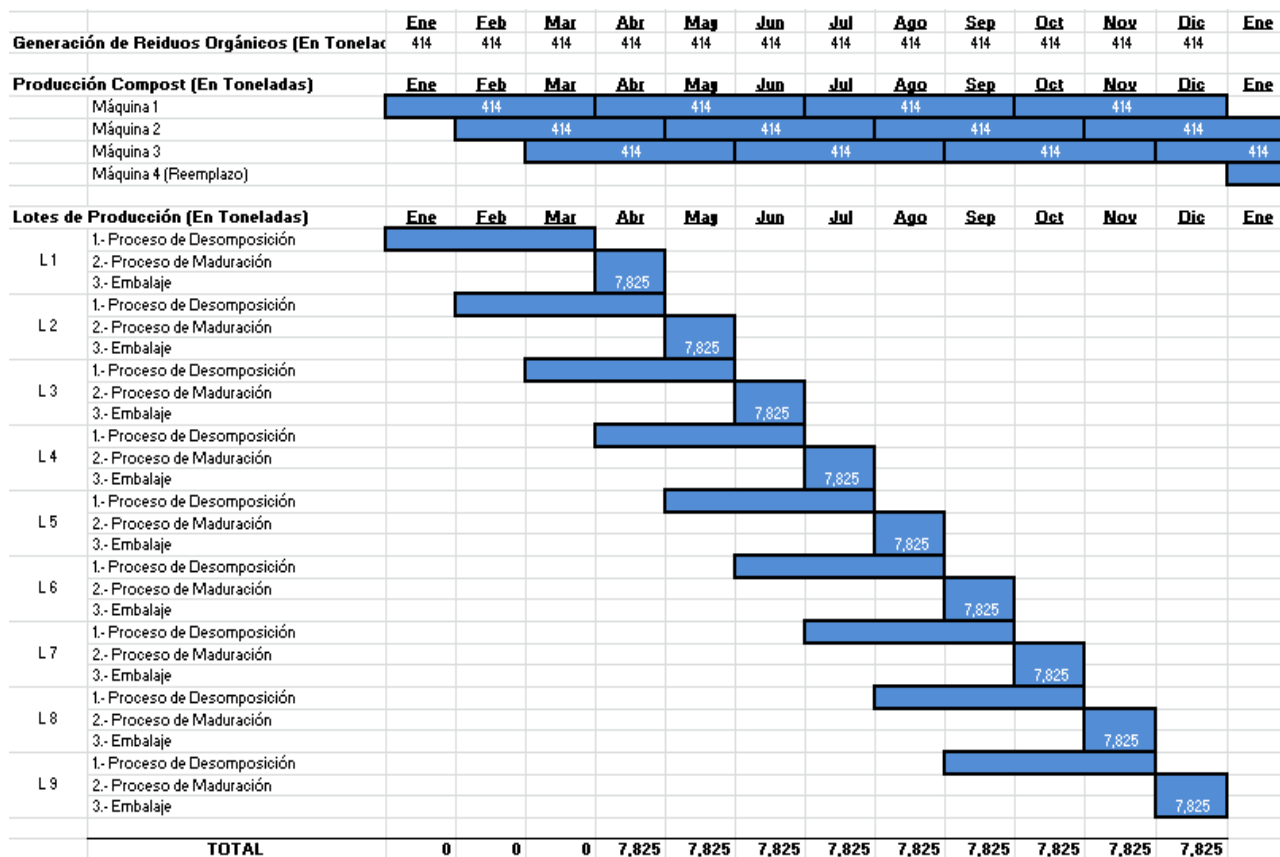 Ene Feb Mar Abr May Jun Jul Ago Sep Oct Nov Dic Ene
Generación de Reiduos Orgánicos (En Tonelac 414 414 414 414 414 414 414 414 414 414 414 414
Producción Compost (En Toneladas) Ene Feb Mar Abr May Jun Jul Ago Sep Oct Nov Dic Ene
Máquina 1 414 414 414 414
Máquina 2 414 414 414 414
Máquina 3 414 414 414 414
Máquina 4 (Reemplazo)
Lotes de Producción (En Toneladas) Ene Feb Mar Abr May Jun Jul Ago Sep Oct Nov Dic Ene
1.- Proceso de Desomposición
L 1 2.- Proceso de Maduración
3.- Embalaje 7,825
1.- Proceso de Desomposición
L 2 2.- Proceso de Maduración
3.- Embalaje 7,825
1.- Proceso de Desomposición
L 3 2.- Proceso de Maduración
3.- Embalaje 7,825
1.- Proceso de Desomposición
L 4 2.- Proceso de Maduración
3.- Embalaje 7,825
1.- Proceso de Desomposición
L 5 2.- Proceso de Maduración
3.- Embalaje 7,825
1.- Proceso de Desomposición
L 6 2.- Proceso de Maduración
3.- Embalaje 7,825
1.- Proceso de Desomposición
L 7 2.- Proceso de Maduración
3.- Embalaje 7,825
1.- Proceso de Desomposición
L 8 2.- Proceso de Maduración
3.- Embalaje 7,825
1.- Proceso de Desomposición
L 9 2.- Proceso de Maduración
3.- Embalaje 7,825
TOTAL 0 0 0 7,825 7,825 7,825 7,825 7,825 7,825 7,825 7,825 7,825